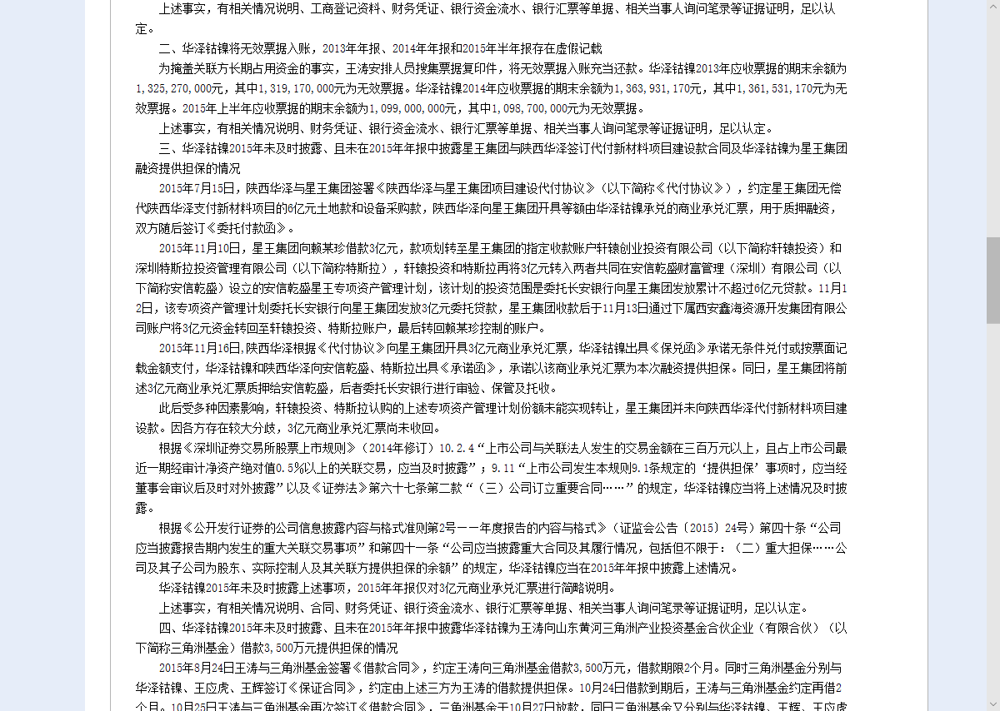 上述事实，有相关情况说明、工商登记资料、财务凭证、银行资金流水、银行汇票等单据、相关当事人询问笔录等证据证明，足以认
定。
二、华泽钴镍将无效票据入账，2013年年报、2014年年报和2015年半年报存在虚假记载
为掩盖关联方长期占用资金的事实，王涛安排人员搜集票据复印件，将无效票据入账充当还款。华泽钴镍2013年应收票据的期末余额为
1,325,270,000元，其中1,319,170,000元为无效票据。华泽钴镍2014年应收票据的期末余额为1,363,931,170元，其中1,361,531,170元为无
效票据。2015年上半年应收票据的期末余额为1,099,000,000元，其中1,098,700,000元为无效票据。
上述事实，有相关情况说明、财务凭证、银行资金流水、银行汇票等单据、相关当事人询问笔录等证据证明，足以认定。
三、华泽钴镍2015年未及时披露、且未在2015年年报中披露星王集团与陕西华泽签订代付新材料项目建设款合同及华泽钴镍为星王集团
融资提供担保的情况
2015年7月15日，陕西华泽与星王集团签署《陕西华泽与星王集团项目建设代付协议》（以下简称《代付协议》），约定星王集团无偿
代陕西华泽支付新材料项目的6亿元土地款和设备采购款，陕西华泽向星王集团开具等额由华泽钴镍承兑的商业承兑汇票，用于质押融资，
双方随后签订《委托付款函》。
2015年11月10日，星王集团向赖某珍借款3亿元，款项划转至星王集团的指定收款账户轩辕创业投资有限公司（以下简称轩辕投资）和
深圳特斯拉投资管理有限公司（以下简称特斯拉），轩辕投资和特斯拉再将3亿元转入两者共同在安信乾盛财富管理（深圳）有限公司（以
下简称安信乾盛）设立的安信乾盛星王专项资产管理计划，该计划的投资范围是委托长安银行向星王集团发放累计不超过6亿元贷款。11月1
2日，该专项资产管理计划委托长安银行向星王集团发放3亿元委托贷款，星王集团收款后于11月13日通过下属西安鑫海资源开发集团有限公
司账户将3亿元资金转回至轩辕投资、特斯拉账户，最后转回赖某珍控制的账户。
2015年11月16日,陕西华泽根据《代付协议》向星王集团开具3亿元商业承兑汇票，华泽钴镍出具《保兑函》承诺无条件兑付或按票面记
载金额支付，华泽钴镍和陕西华泽向安信乾盛、特斯拉出具《承诺函》，承诺以该商业承兑汇票为本次融资提供担保。同日，星王集团将前
述3亿元商业承兑汇票质押给安信乾盛，后者委托长安银行进行审验、保管及托收。
此后受多种因素影响，轩辕投资、特斯拉认购的上述专项资产管理计划份额未能实现转让，星王集团并未向陕西华泽代付新材料项目建
设款。因各方存在较大分歧，3亿元商业承兑汇票尚未收回。
根据《深圳证券交易所股票上市规则》（2014年修订）10.2.4“上市公司与关联法人发生的交易金额在三百万元以上，且占上市公司最
近一期经审计净资产绝对值0.5％以上的关联交易，应当及时披露”；9.11“上市公司发生本规则9.1条规定的‘提供担保’事项时，应当经
董事会审议后及时对外披露”以及《证券法》第六十七条第二款“（三）公司订立重要合同……”的规定，华泽钴镍应当将上述情况及时披
露。
根据《公开发行证券的公司信息披露内容与格式准则第2号——年度报告的内容与格式》（证监会公告〔2015〕24号）第四十条“公司
应当披露报告期内发生的重大关联交易事项”和第四十一条“公司应当披露重大合同及其履行情况，包括但不限于：（二）重大担保……公
司及其子公司为股东、实际控制人及其关联方提供担保的余额”的规定，华泽钴镍应当在2015年年报中披露上述情况。
华泽钴镍2015年未及时披露上述事项，2015年年报仅对3亿元商业承兑汇票进行简略说明。
上述事实，有相关情况说明、合同、财务凭证、银行资金流水、银行汇票等单据、相关当事人询问笔录等证据证明，足以认定。
四、华泽钴镍2015年未及时披露、且未在2015年年报中披露华泽钴镍为王涛向山东黄河三角洲产业投资基金合伙企业（有限合伙）（以
下简称三角洲基金）借款3,500万元提供担保的情况
2015年8月24日王涛与三角洲基金签署《借款合同》，约定王涛向三角洲基金借款3,500万元，借款期限2个月。同时三角洲基金分别与
华泽钴镍、王应虎、王辉签订《保证合同》，约定由上述三方为王涛的借款提供担保。10月24日借款到期后，王涛与三角洲基金约定再借2
个月。10月25日王涛与三角洲基金再次签订《借款合同》，三角洲基金于10月27日放款，同日三角洲基金又分别与华泽钴镍、王辉、王应虎